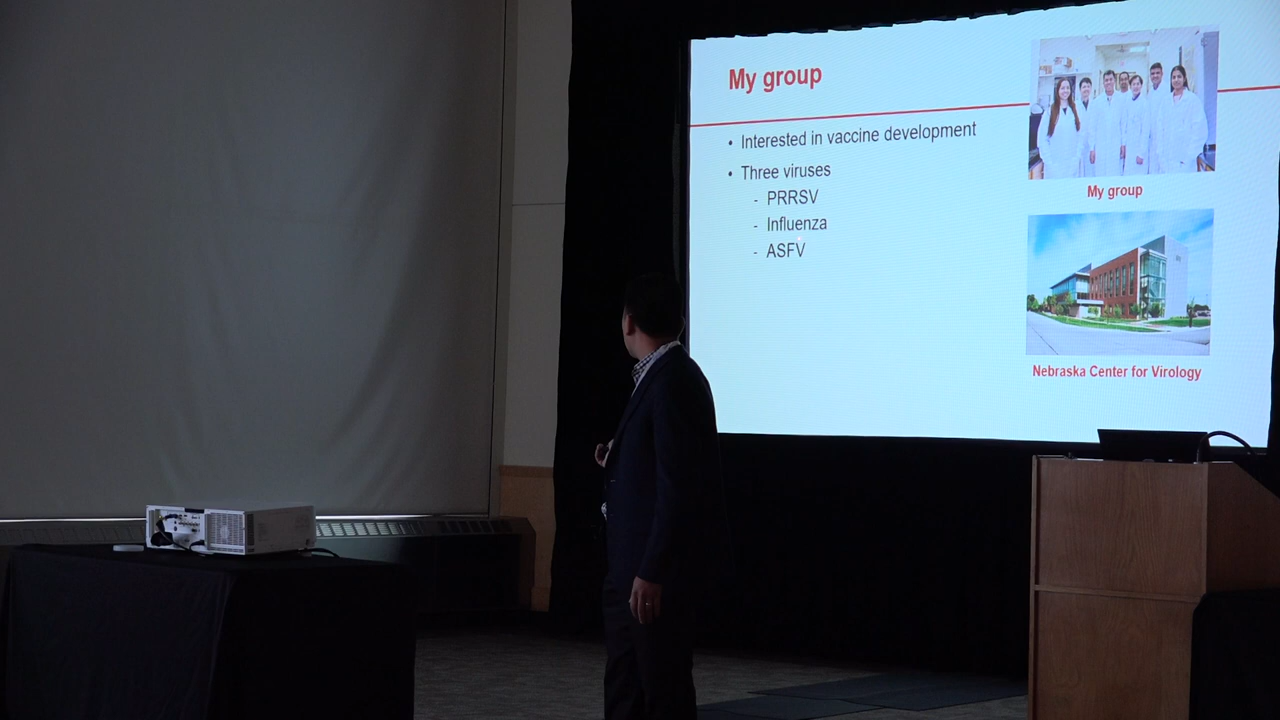 My group
• Interested in vaccine development
• Three viruses
- PRRSV
- Influenza
- ASFV
My group
Nebraska Center for Virology